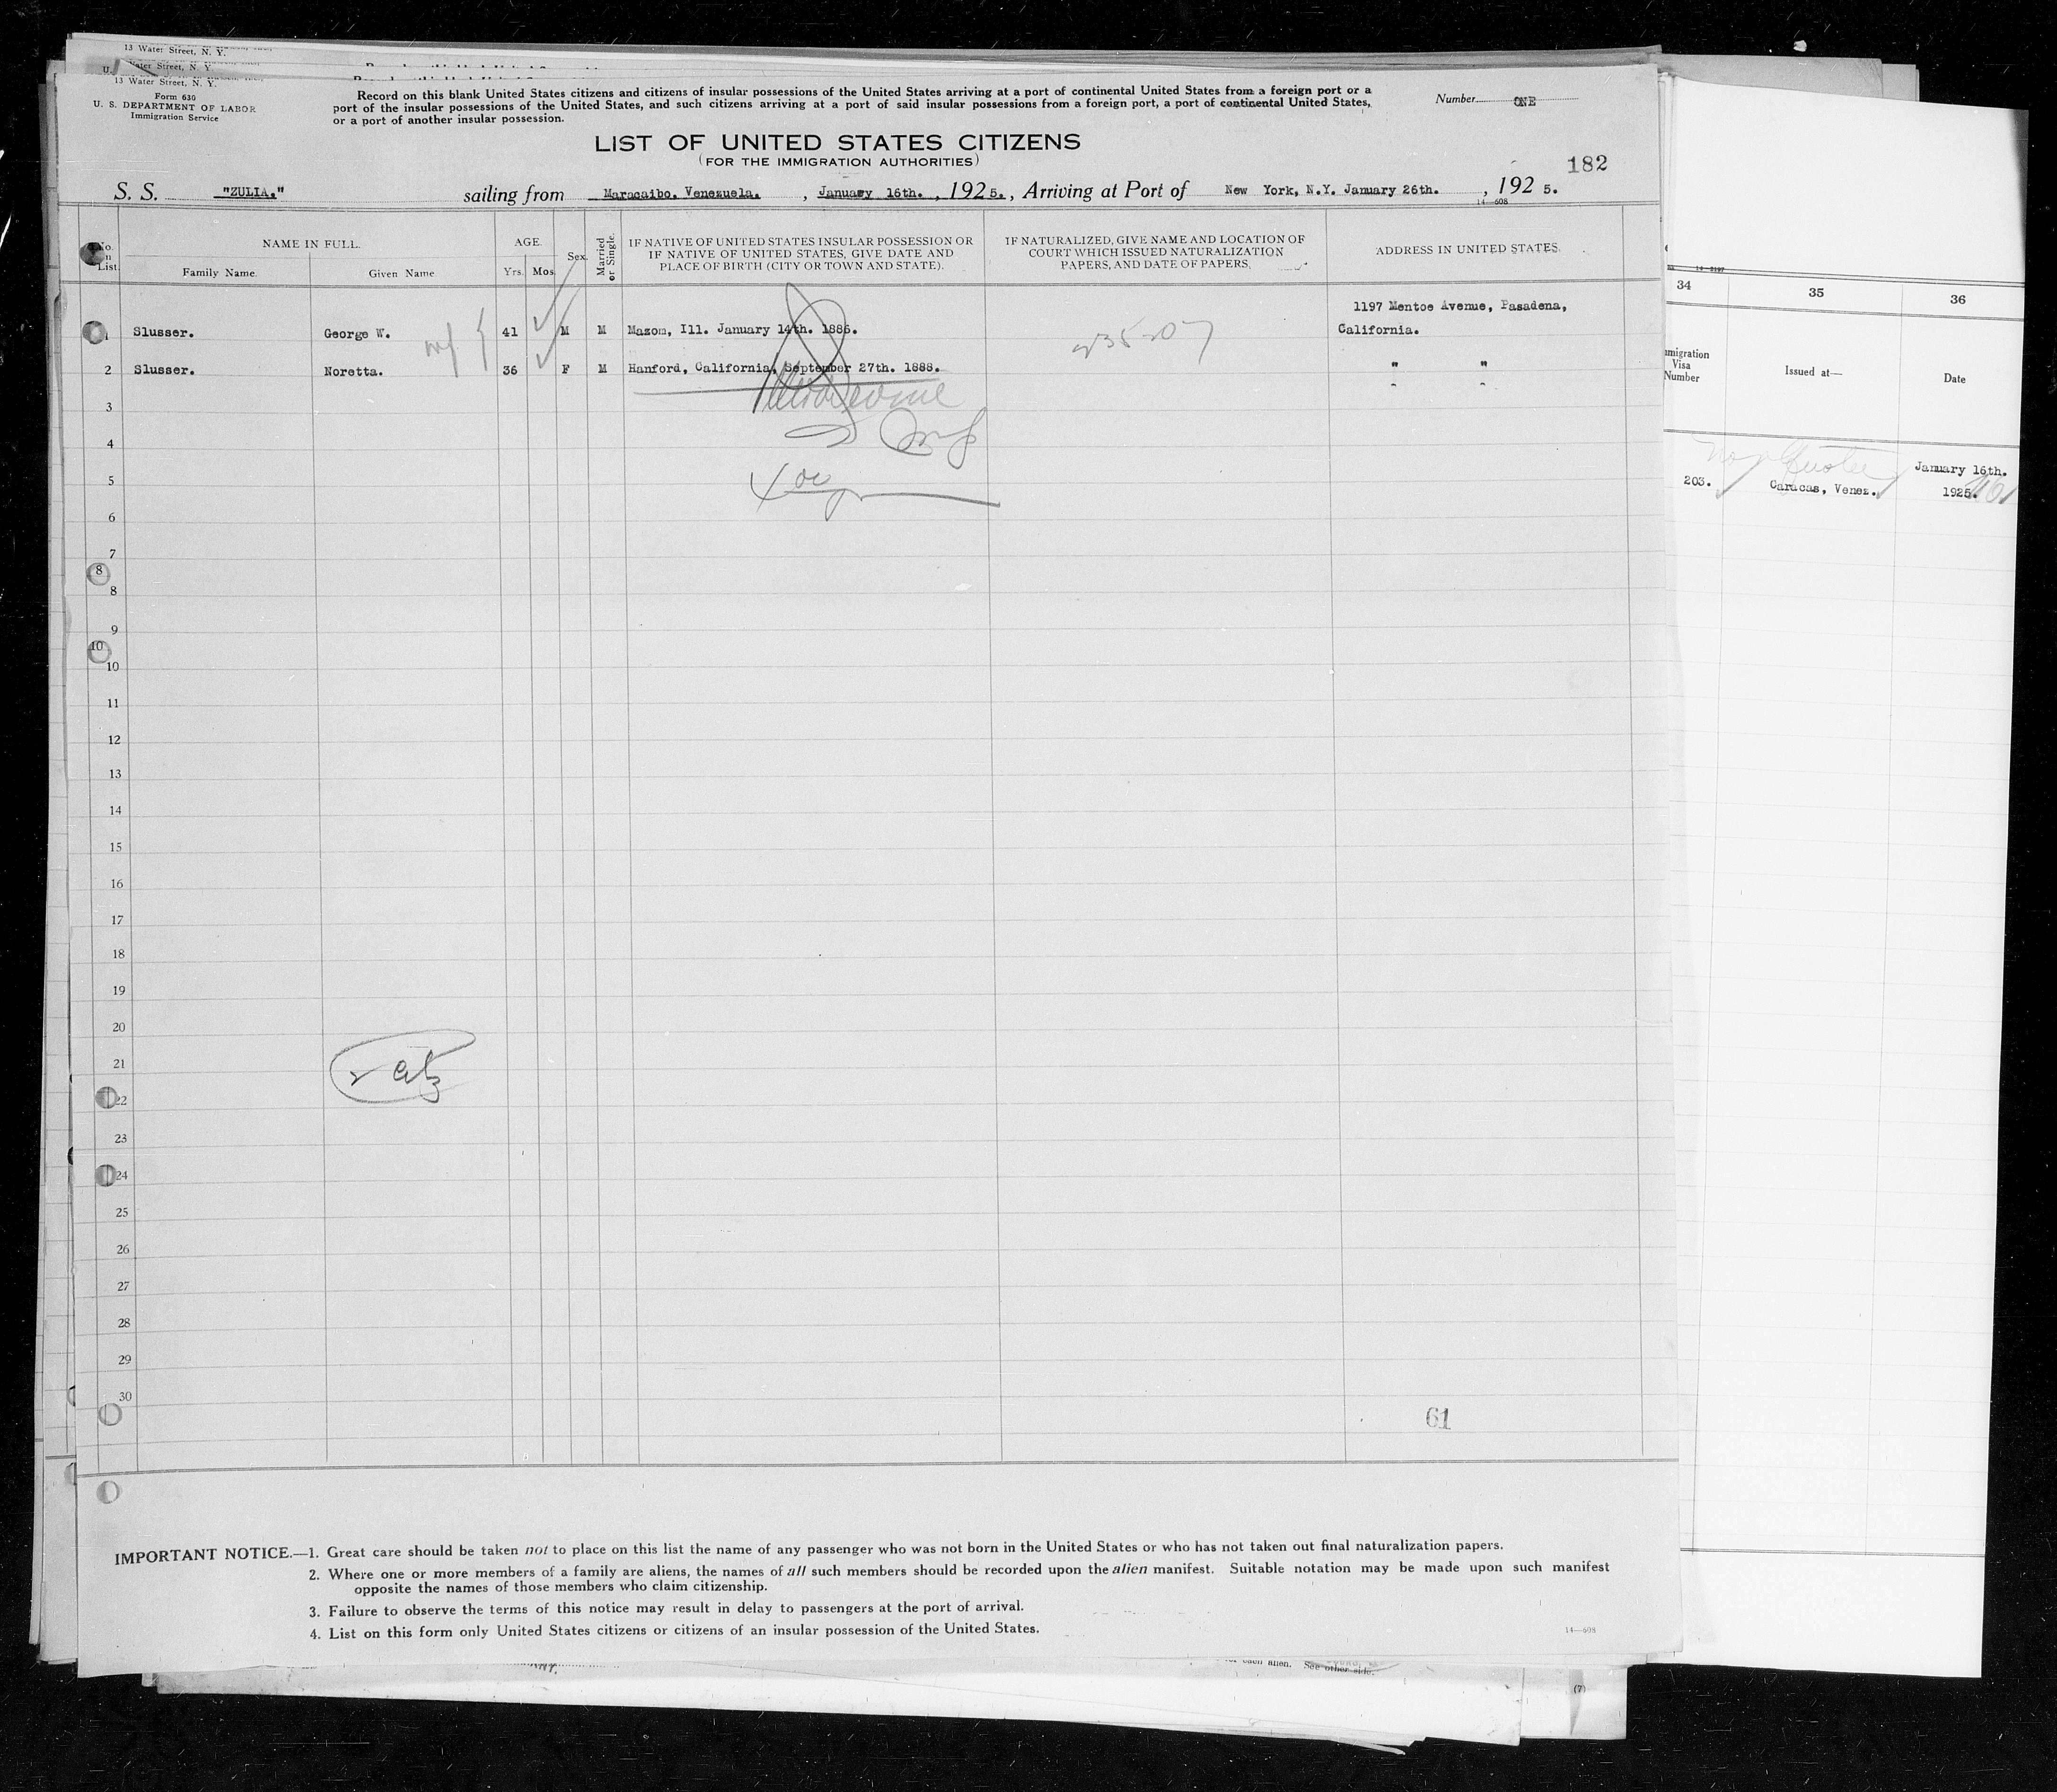 13 Water Street, N. Y.
Water Street, N. Y.
13 Water Street, N. Y.
Form 630
U. S. DEPARTMENT OF LABOR
Immigration Service
Record on this blank United States citizens and citizens of insular possessions of the United States arriving at a port of continental United States from a foreign port or a
port of the insular possessions of the United States, and such citizens arriving at a port of said insular possessions from a foreign port, a port of continental United States,
or a port of another insular possession.
Number ONE
LIST OF UNITED STATES CITIZENS
(FOR THE IMMIGRATION AUTHORITIES)
182
S. S. "ZULIA." sailing from Maracaibo. Venezuela. , January 16th. , 1925., Arriving at Port of New York, N.Y. January 26th. , 1925.
14—608
No. on List. NAME IN FULL. AGE. Sex. Married or Single. IF NATIVE OF UNITED STATES INSULAR POSSESSION OR IF NATIVE OF UNITED STATES, GIVE DATE AND PLACE OF BIRTH (CITY OR TOWN AND STATE). IF NATURALIZED, GIVE NAME AND LOCATION OF COURT WHICH ISSUED NATURALIZATION PAPERS, AND DATE OF PAPERS. ADDRESS IN UNITED STATES.
Family Name. Given Name Yrs. Mos.
1197 Mentoe Avenue, Pasadena,
1 Slusser. George W. 41 M M Mazom, Ill. January 14th. 1886. California.
2 Slusser. Noretta. 36 F M Hanford, California, September 27th. 1888. " "
3
4
5
6
7
8
8
9
10
10
11
12
13
14
15
16
17
18
19
20
21
22
23
24
25
26
27
28
29
30
61
IMPORTANT NOTICE.—1. Great care should be taken not to place on this list the name of any passenger who was not born in the United States or who has not taken out final naturalization papers.
2. Where one or more members of a family are aliens, the names of all such members should be recorded upon the alien manifest. Suitable notation may be made upon such manifest
opposite the names of those members who claim citizenship.
3. Failure to observe the terms of this notice may result in delay to passengers at the port of arrival.
4. List on this form only United States citizens or citizens of an insular possession of the United States.
14—608
34 35 36
Visa
Number
Issued at—
Date
203. Caracas, Venez. January 16th.
1925.
each alien. See other side.
(7)